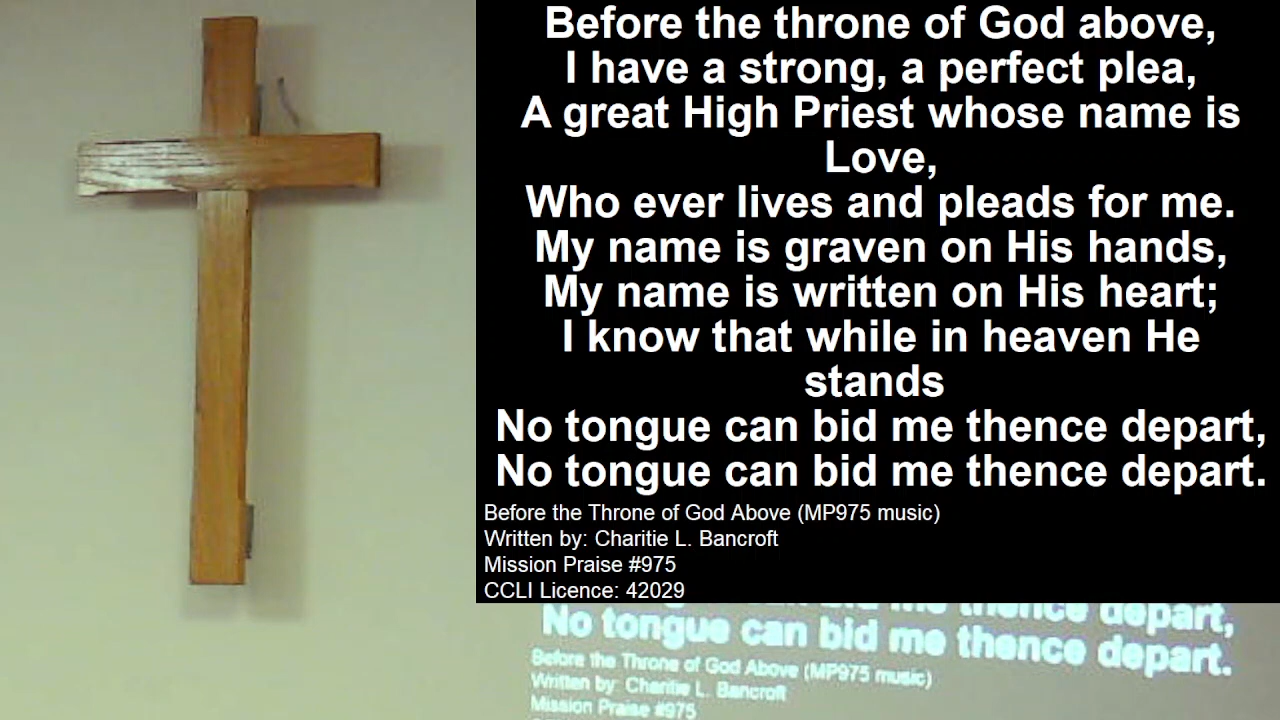 Before the throne of God above,
I have a strong, a perfect plea,
A great High Priest whose name is
Love,
Who ever lives and pleads for me.
My name is graven on His hands,
My name is written on His heart;
I know that while in heaven He
stands
No tongue can bid me thence depart,
No tongue can bid me thence depart.
Before the Throne of God Above (MP975 music)
Written by: Charitie L. Bancroft
Mission Praise #975
CCLI Licence: 42029
thence depart,
No tongue can bid me thence depart.
Before the Throne of God Above (MP975 music)
Written by: Charitie L. Bancroft
Mission Praise #975